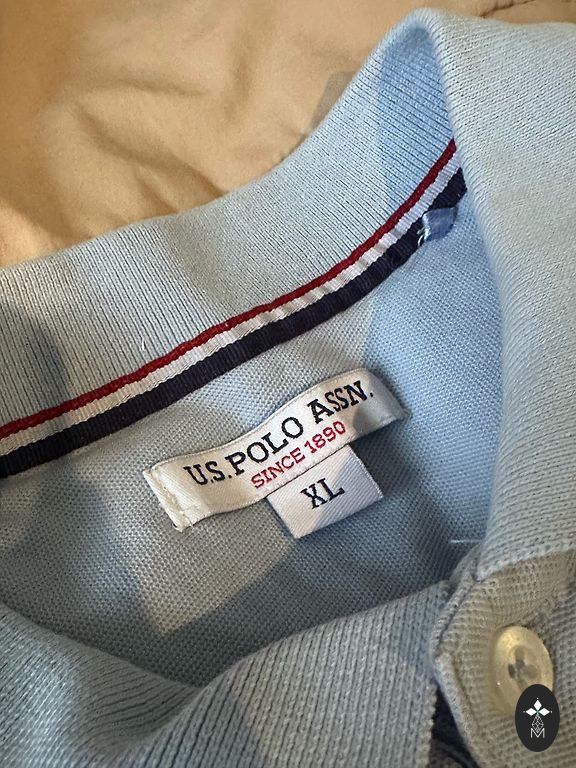 U.S. POLO ASSN.
SINCE 1890
XL
M